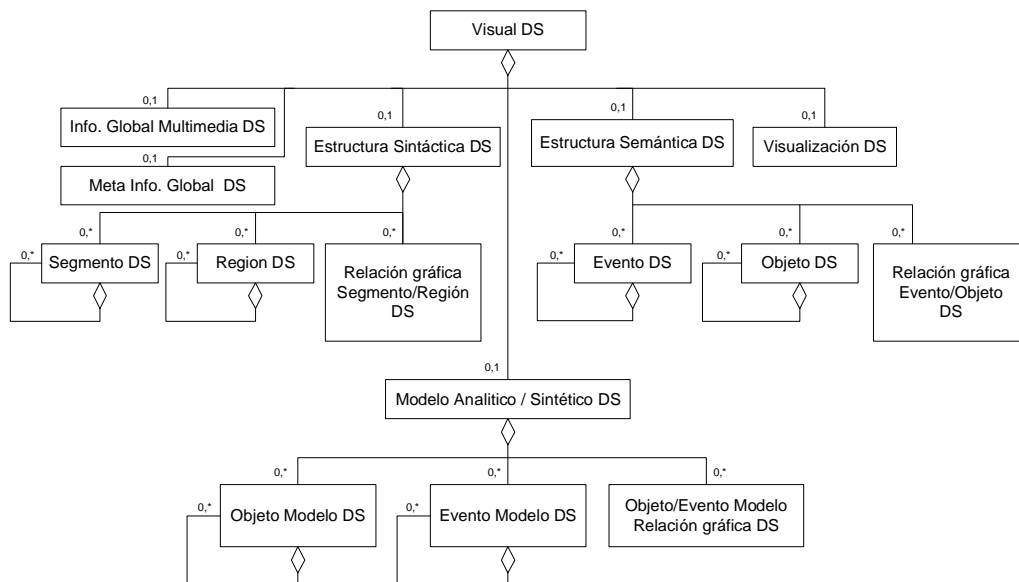 Visual DS
0,1
0,1
0,1
0,1
Info. Global Multimedia DS
Estructura Sintáctica DS
Estructura Semántica DS
Visualización DS
0,1
Meta Info. Global DS
0,*
0,*
0,*
0,*
0,*
0,*
0,*
Segmento DS
0,*
Region DS
Relación gráfica
Segmento/Región
DS
0,*
Evento DS
0,*
Objeto DS
Relación gráfica
Evento/Objeto
DS
0,1
Modelo Analitico / Sintético DS
0,*
0,*
0,*
0,*
Objeto Modelo DS
0,*
Evento Modelo DS
Objeto/Evento Modelo
Relación gráfica DS